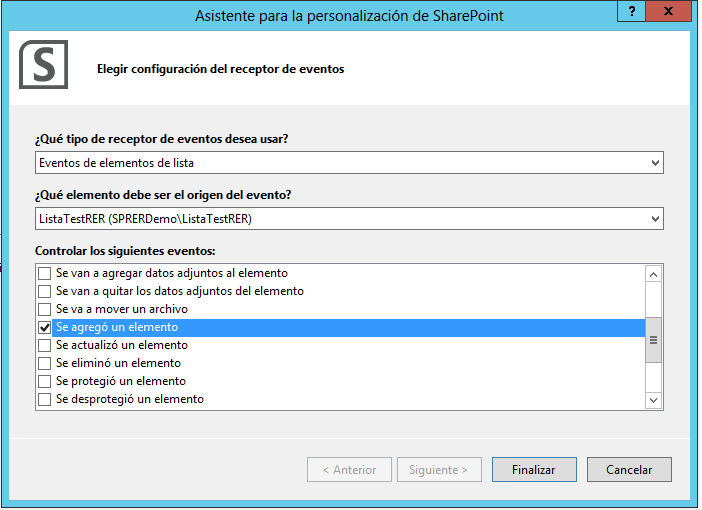 Asistente para la personalización de SharePoint
?
x
S
Elegir configuración del receptor de eventos
¿Qué tipo de receptor de eventos desea usar?
Eventos de elementos de lista
¿Qué elemento debe ser el origen del evento?
ListaTestRER (SPRERDemo\ListaTestRER)
Controlar los siguientes eventos:
Se van a agregar datos adjuntos al elemento
Se van a quitar los datos adjuntos del elemento
Se va a mover un archivo
Se agregó un elemento
Se actualizó un elemento
Se eliminó un elemento
Se protegió un elemento
Se desprotegió un elemento
< Anterior
Siguiente >
Finalizar
Cancelar